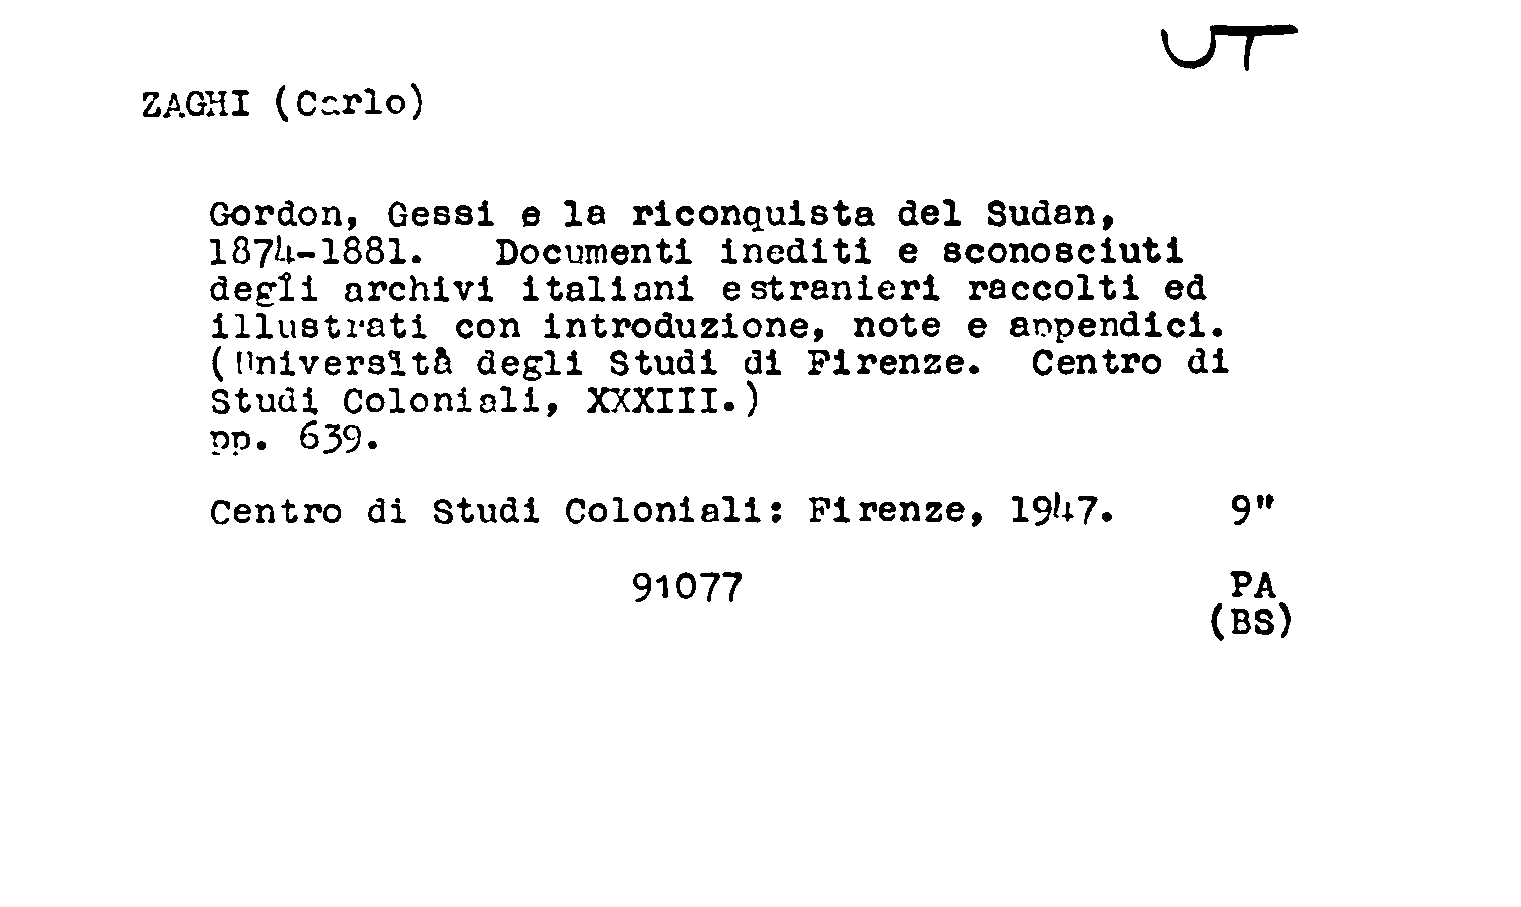 UT
ZAGHI (Carlo)
Gordon, Gessi e la riconquista del Sudan,
1874-1881. Documenti inediti e sconosciuti
degli archivi italiani e stranieri raccolti ed
illustrati con introduzione, note e appendici.
(Università degli Studi di Firenze. Centro di
Studi Coloniali, XXXIII.)
pp. 639.
Centro di Studi Coloniali: Firenze, 1947. 9"
91077 PA
(BS)